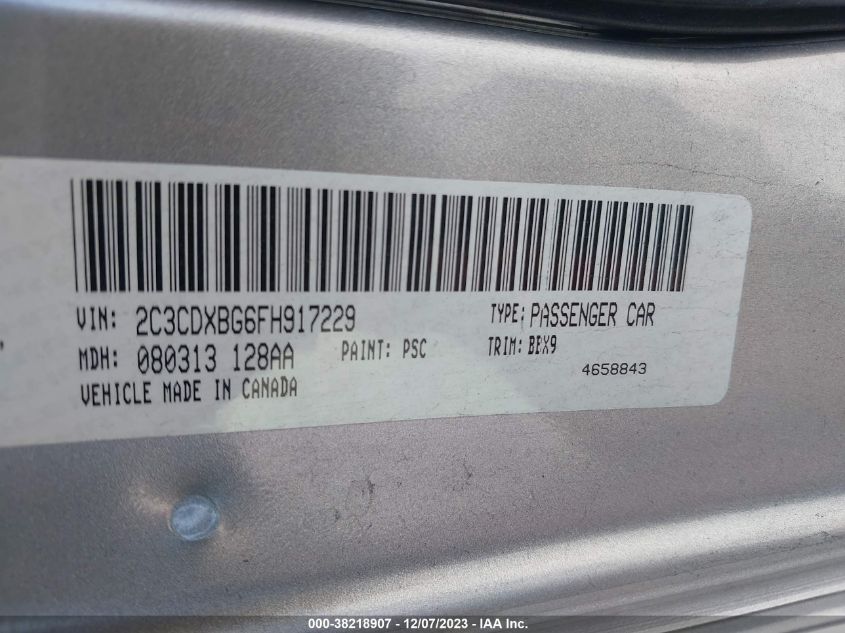 VIN: 2C3CDXBG6FH917229 TYPE: PASSENGER CAR
MDH: 080313 128AA PAINT: PSC TRIM: BBX9
VEHICLE MADE IN CANADA 4658843
000-38218907 - 12/07/2023 - IAA Inc.